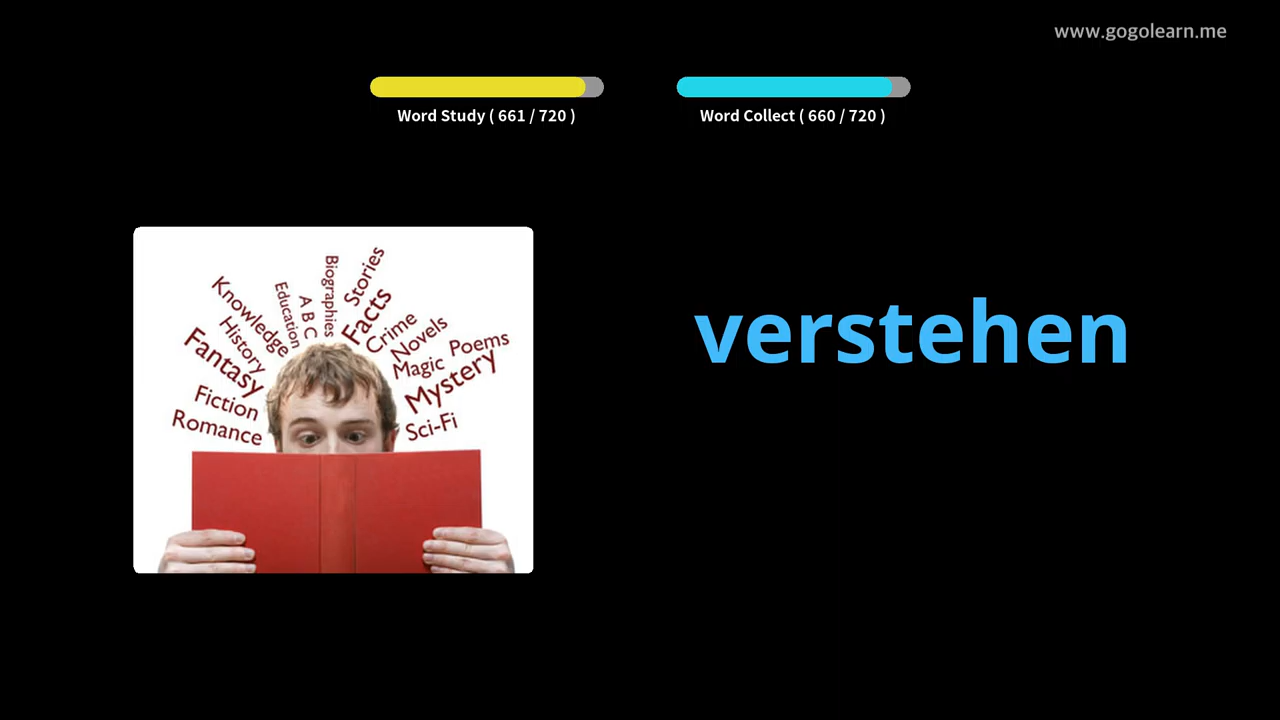 www.gogolearn.me
Word Study ( 661 / 720 )
Word Collect ( 660 / 720 )
Romance
Fiction
Fantasy
History
Knowledge
Education
A B C
Biographies
Stories
Facts
Crime
Novels
Magic
Poems
Mystery
Sci-Fi
verstehen